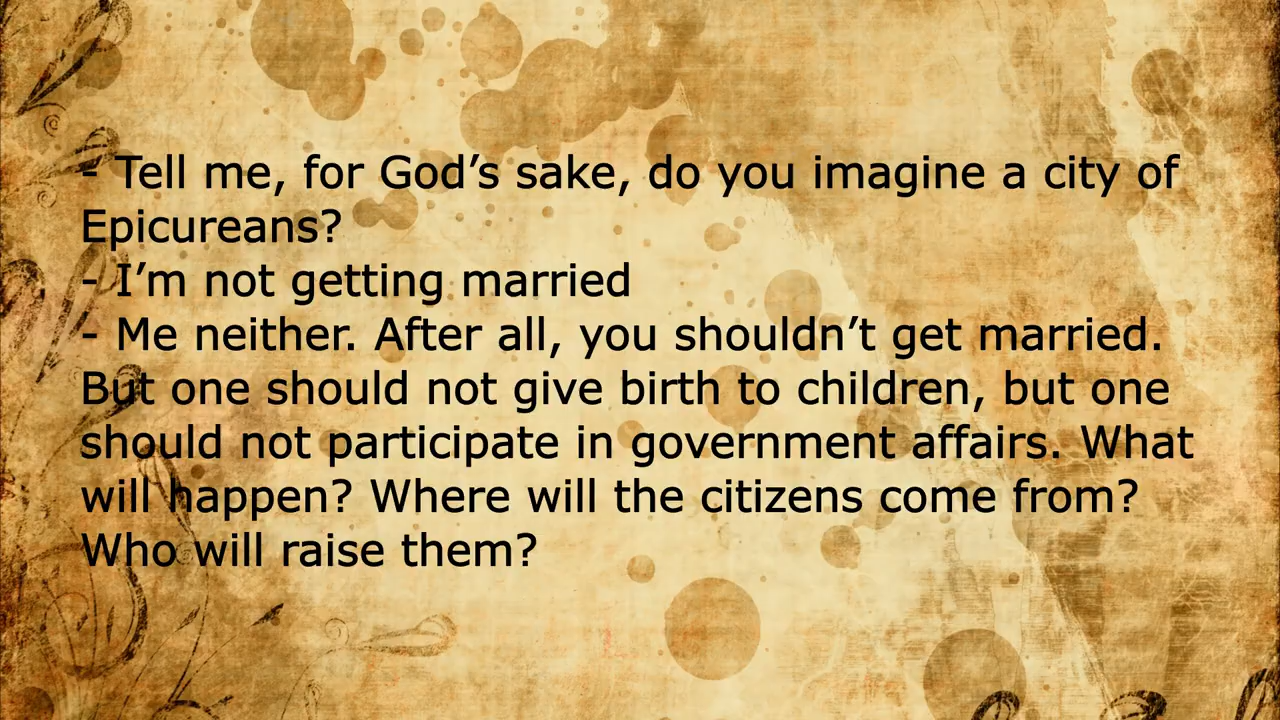 - Tell me, for God’s sake, do you imagine a city of
Epicureans?
- I’m not getting married
- Me neither. After all, you shouldn’t get married.
But one should not give birth to children, but one
should not participate in government affairs. What
will happen? Where will the citizens come from?
Who will raise them?